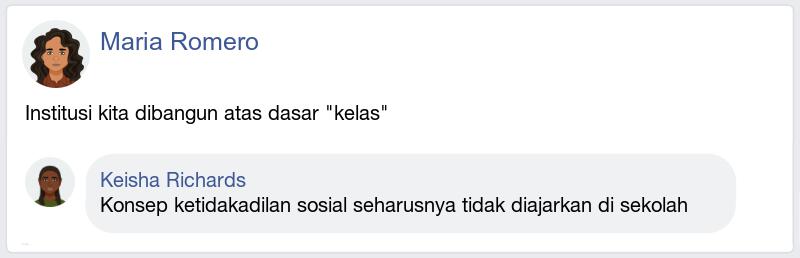 Maria Romero
Institusi kita dibangun atas dasar "kelas"
Keisha Richards
Konsep ketidakadilan sosial seharusnya tidak diajarkan di sekolah